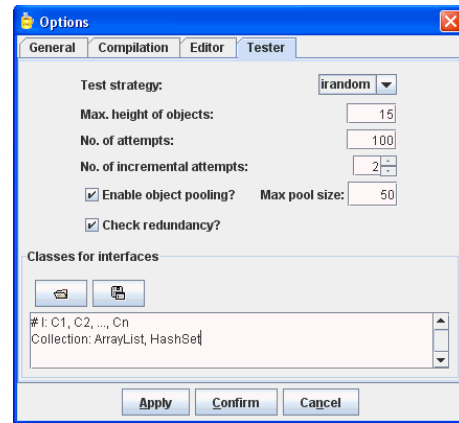 Options
General Compilation Editor Tester
Test strategy: irandom
Max. height of objects: 15
No. of attempts: 100
No. of incremental attempts: 2
Enable object pooling? Max pool size: 50
Check redundancy?
Classes for interfaces
# I: C1, C2, ..., Cn
Collection: ArrayList, HashSet
Apply Confirm Cancel